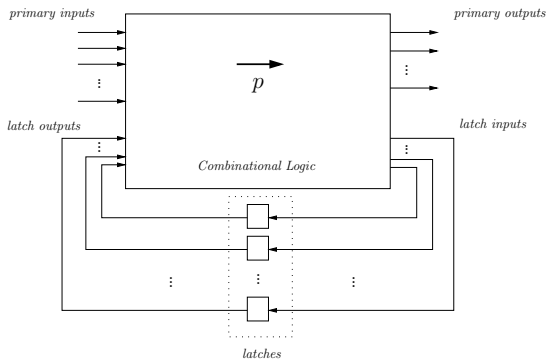 primary inputs
primary outputs
p
latch outputs
latch inputs
Combinational Logic
latches